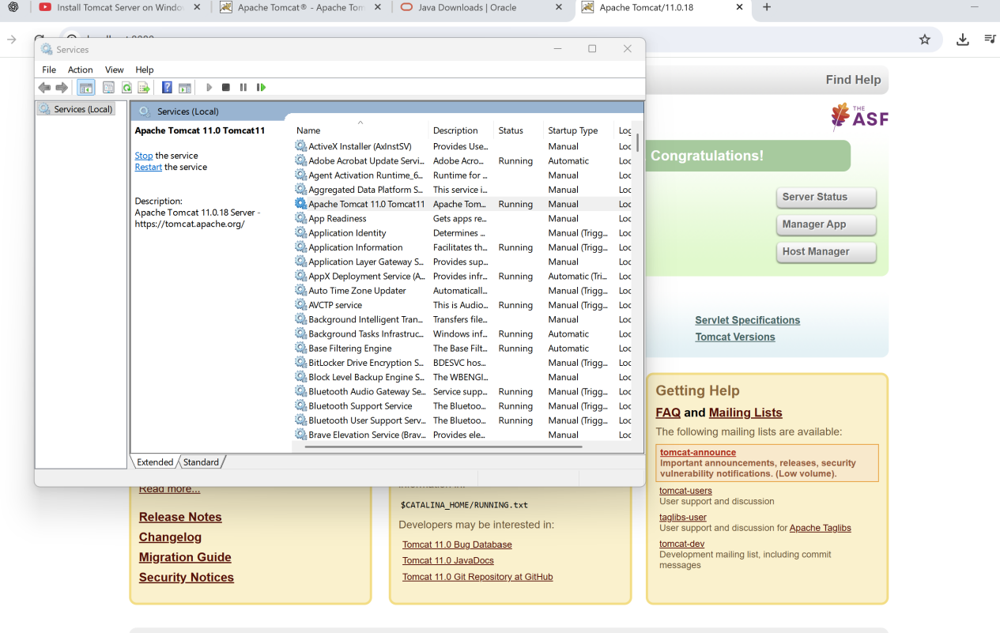 Install Tomcat Server on Windo
Apache Tomcat® - Apache Tom
Java Downloads | Oracle
Apache Tomcat/11.0.18
Services
File Action View Help
Services (Local)
Services (Local)
Apache Tomcat 11.0 Tomcat11
Stop the service
Restart the service
Description:
Apache Tomcat 11.0.18 Server -
https://tomcat.apache.org/
Name Description Status Startup Type Log
ActiveX Installer (AxInstSV) Provides Use... Manual Loc
Adobe Acrobat Update Servi... Adobe Acro... Running Automatic Loc
Agent Activation Runtime_6... Runtime for ... Manual Loc
Aggregated Data Platform S... This service i... Manual Loc
Apache Tomcat 11.0 Tomcat11 Apache Tom... Running Manual Loc
App Readiness Gets apps re... Manual Loc
Application Identity Determines ... Manual (Trigg... Loc
Application Information Facilitates th... Running Manual (Trigg... Loc
Application Layer Gateway S... Provides sup... Manual Loc
AppX Deployment Service (A... Provides infr... Running Automatic (Tri... Loc
Auto Time Zone Updater Automaticall... Manual (Trigg... Loc
AVCTP service This is Audio... Running Manual (Trigg... Loc
Background Intelligent Tran... Transfers file... Manual Loc
Background Tasks Infrastruc... Windows inf... Running Automatic Loc
Base Filtering Engine The Base Filt... Running Automatic Loc
BitLocker Drive Encryption S... BDESVC hos... Manual (Trigg... Loc
Block Level Backup Engine S... The WBENGI... Manual Loc
Bluetooth Audio Gateway Se... Service supp... Running Manual (Trigg... Loc
Bluetooth Support Service The Bluetoo... Running Manual (Trigg... Loc
Bluetooth User Support Serv... The Bluetoo... Running Manual (Trigg... Loc
Brave Elevation Service (Brav... Provides ele... Manual Loc
Extended Standard
Find Help
THE
ASF
Congratulations!
Server Status
Manager App
Host Manager
Servlet Specifications
Tomcat Versions
Read more...
Release Notes
Changelog
Migration Guide
Security Notices
$CATALINA_HOME/RUNNING.txt
Developers may be interested in:
Tomcat 11.0 Bug Database
Tomcat 11.0 JavaDocs
Tomcat 11.0 Git Repository at GitHub
Getting Help
FAQ and Mailing Lists
The following mailing lists are available:
tomcat-announce
Important announcements, releases, security
vulnerability notifications. (Low volume).
tomcat-users
User support and discussion
taglibs-user
User support and discussion for Apache Taglibs
tomcat-dev
Development mailing list, including commit
messages